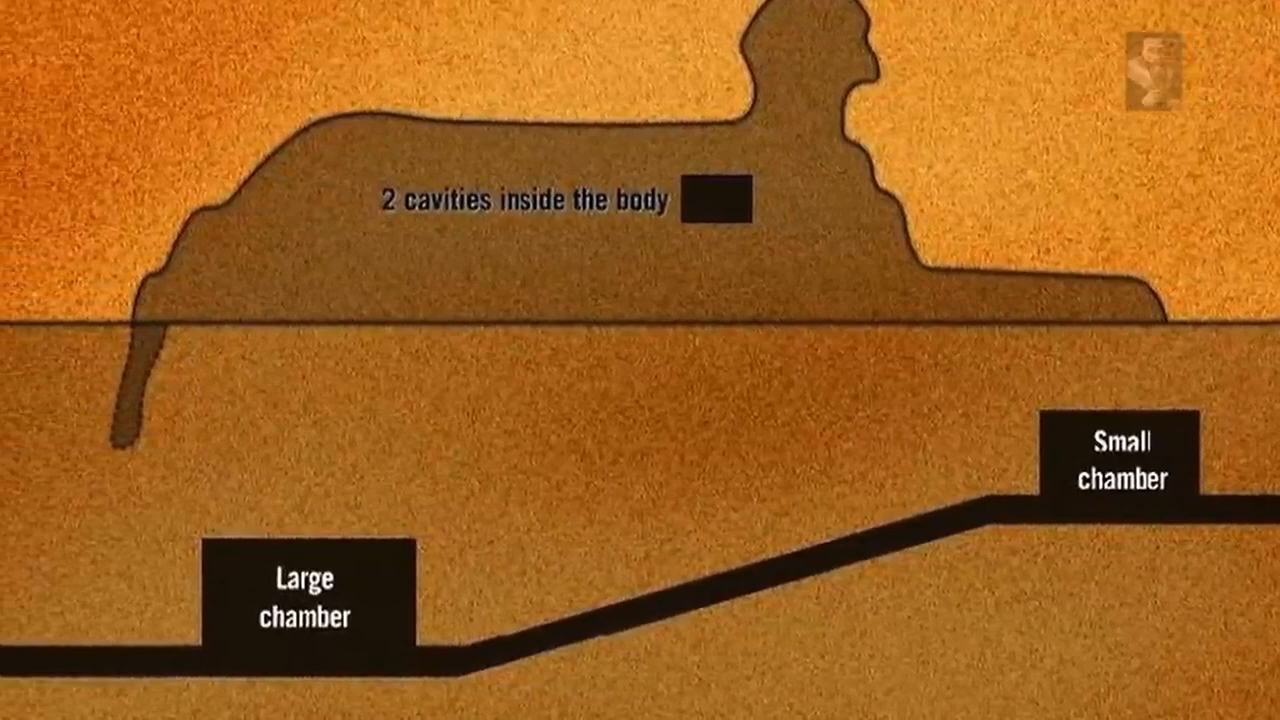 2 cavities inside the body
Small
chamber
Large
chamber